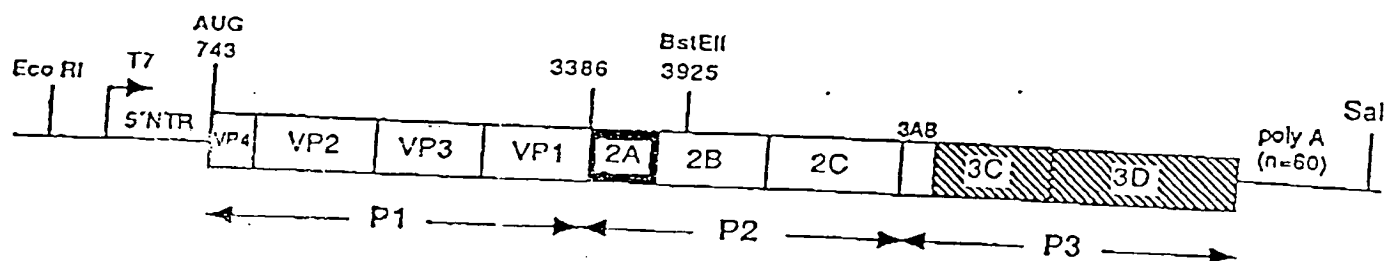 AUG
743
Eco RI
T7
5'NTR
3386
BstEII
3925
VP4
VP2
VP3
VP1
2A
2B
2C
3AB
3C
3D
poly A
(n=60)
Sal
P1
P2
P3